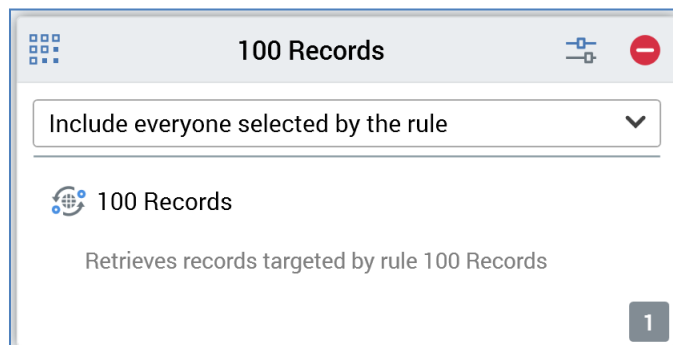 100 Records
Include everyone selected by the rule
100 Records
Retrieves records targeted by rule 100 Records
1